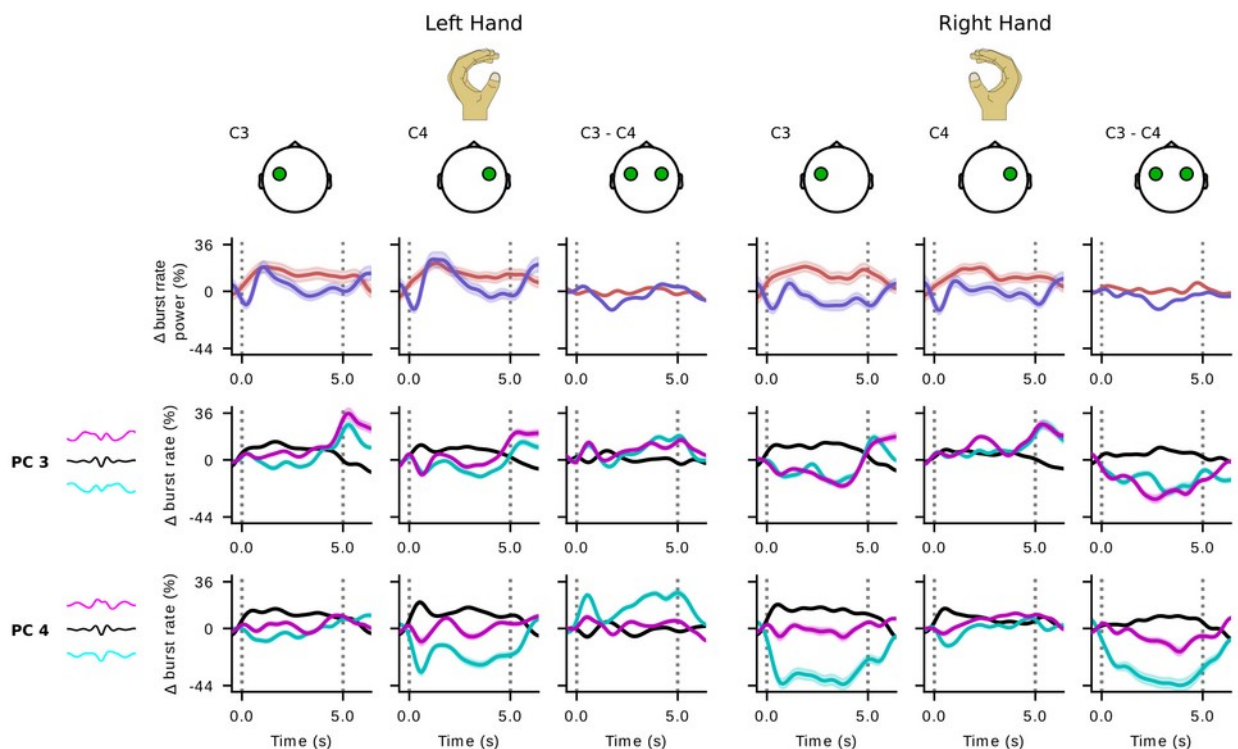 Left Hand Right Hand
C3 C4 C3 - C4 C3 C4 C3 - C4
Δ burst rrate
power (%)
36
0
-44
0.0 5.0 0.0 5.0 0.0 5.0 0.0 5.0 0.0 5.0 0.0 5.0
PC 3
Δ burst rate (%)
36
0
-44
0.0 5.0 0.0 5.0 0.0 5.0 0.0 5.0 0.0 5.0 0.0 5.0
PC 4
Δ burst rate (%)
36
0
-44
0.0 5.0 0.0 5.0 0.0 5.0 0.0 5.0 0.0 5.0 0.0 5.0
Time (s) Time (s) Time (s) Time (s) Time (s) Time (s)